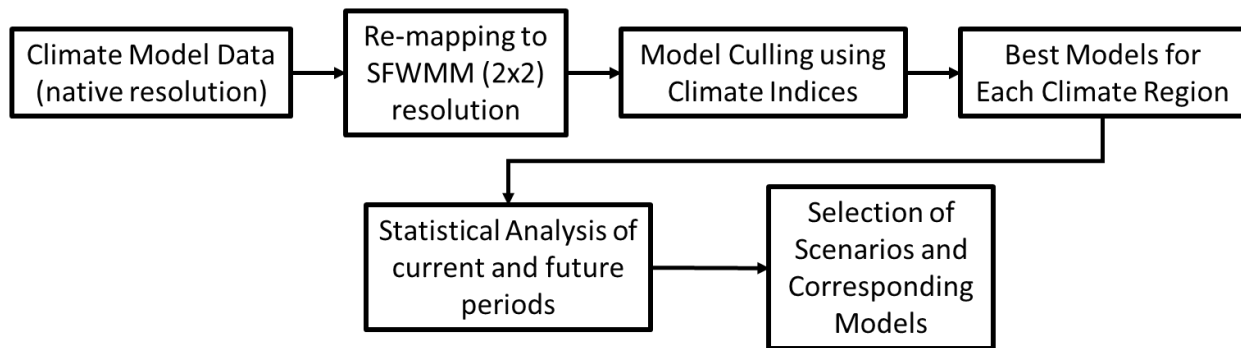 Climate Model Data
(native resolution)
Re-mapping to
SFWMM (2x2)
resolution
Model Culling using
Climate Indices
Best Models for
Each Climate Region
Statistical Analysis of
current and future
periods
Selection of
Scenarios and
Corresponding
Models